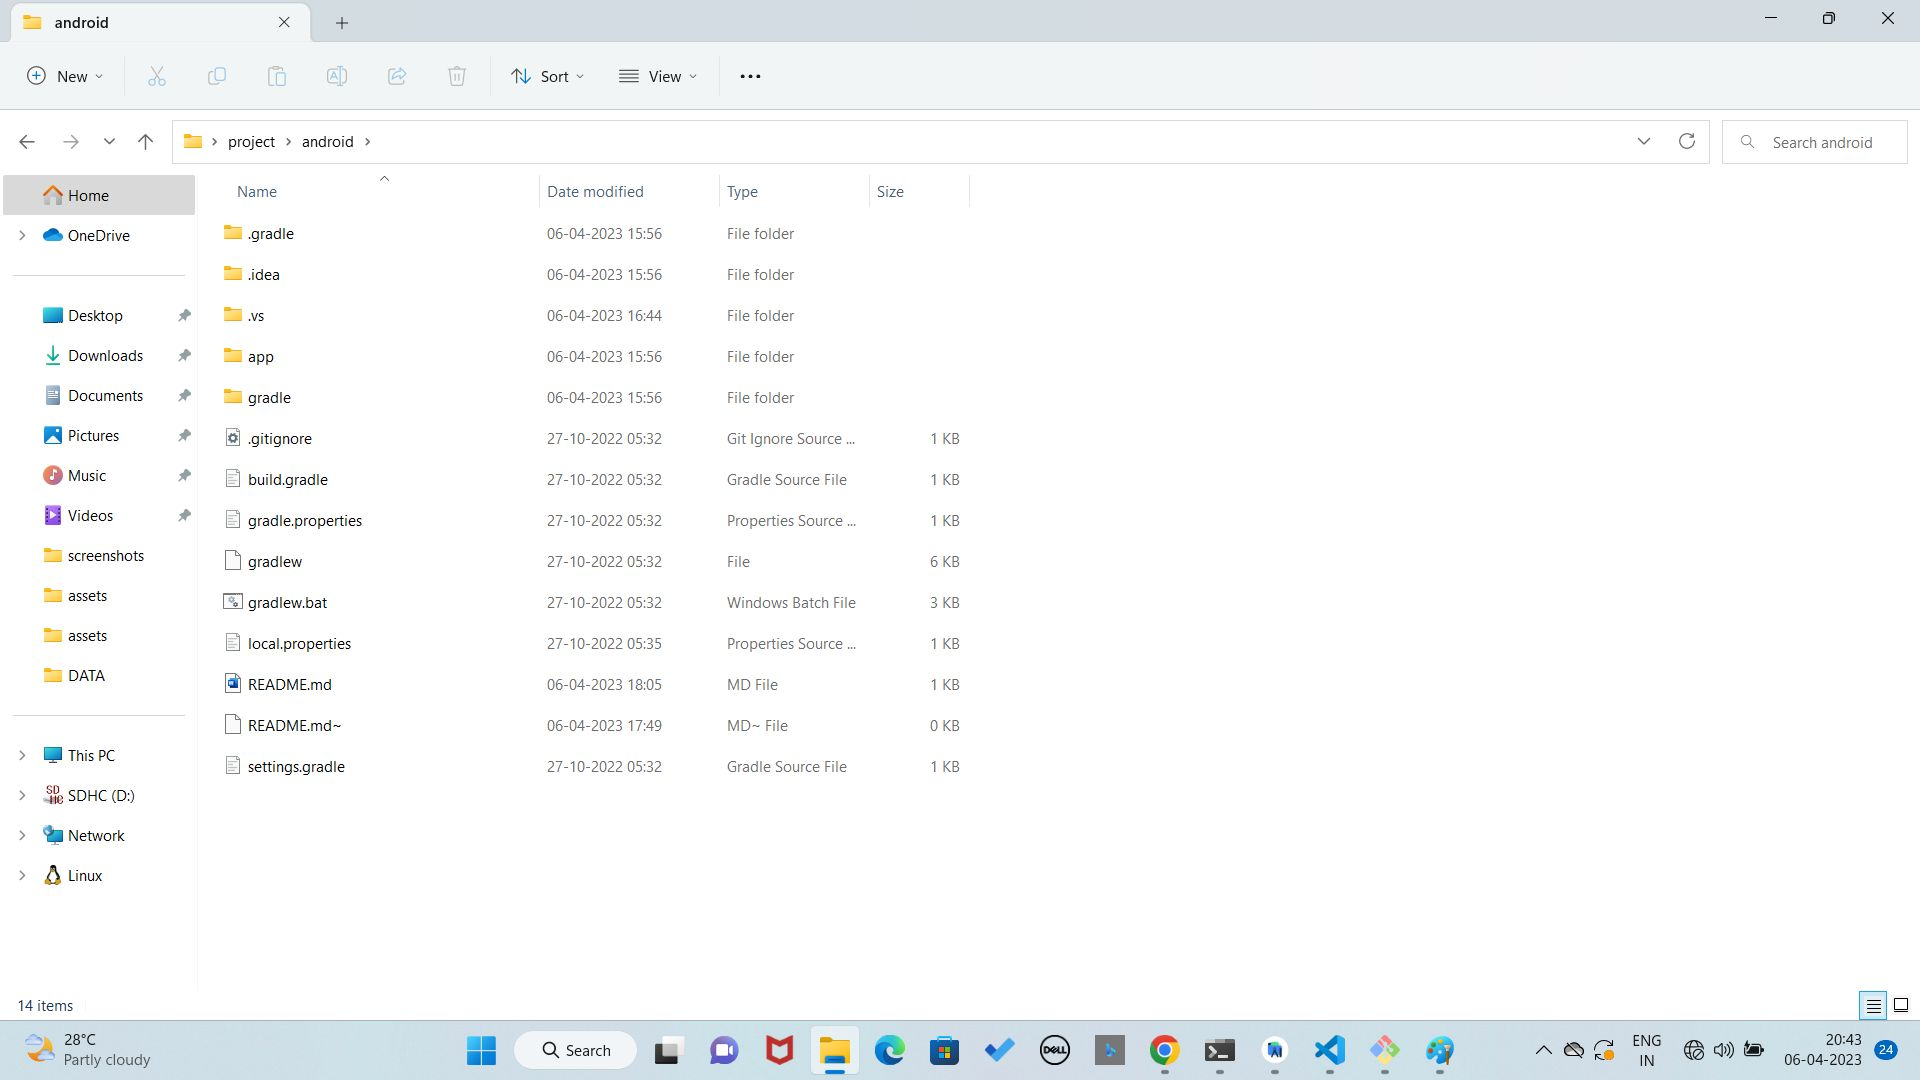 android
New
Sort
View
project
android
Search android
Name
Date modified
Type
Size
Home
OneDrive
Desktop
Downloads
Documents
Pictures
Music
Videos
screenshots
assets
assets
DATA
This PC
SDHC (D:)
Network
Linux
.gradle 06-04-2023 15:56 File folder
.idea 06-04-2023 15:56 File folder
.vs 06-04-2023 16:44 File folder
app 06-04-2023 15:56 File folder
gradle 06-04-2023 15:56 File folder
.gitignore 27-10-2022 05:32 Git Ignore Source ... 1 KB
build.gradle 27-10-2022 05:32 Gradle Source File 1 KB
gradle.properties 27-10-2022 05:32 Properties Source ... 1 KB
gradlew 27-10-2022 05:32 File 6 KB
gradlew.bat 27-10-2022 05:32 Windows Batch File 3 KB
local.properties 27-10-2022 05:35 Properties Source ... 1 KB
README.md 06-04-2023 18:05 MD File 1 KB
README.md~ 06-04-2023 17:49 MD~ File 0 KB
settings.gradle 27-10-2022 05:32 Gradle Source File 1 KB
14 items
28°C
Partly cloudy
Search
DELL
ENG
IN
20:43
06-04-2023
24